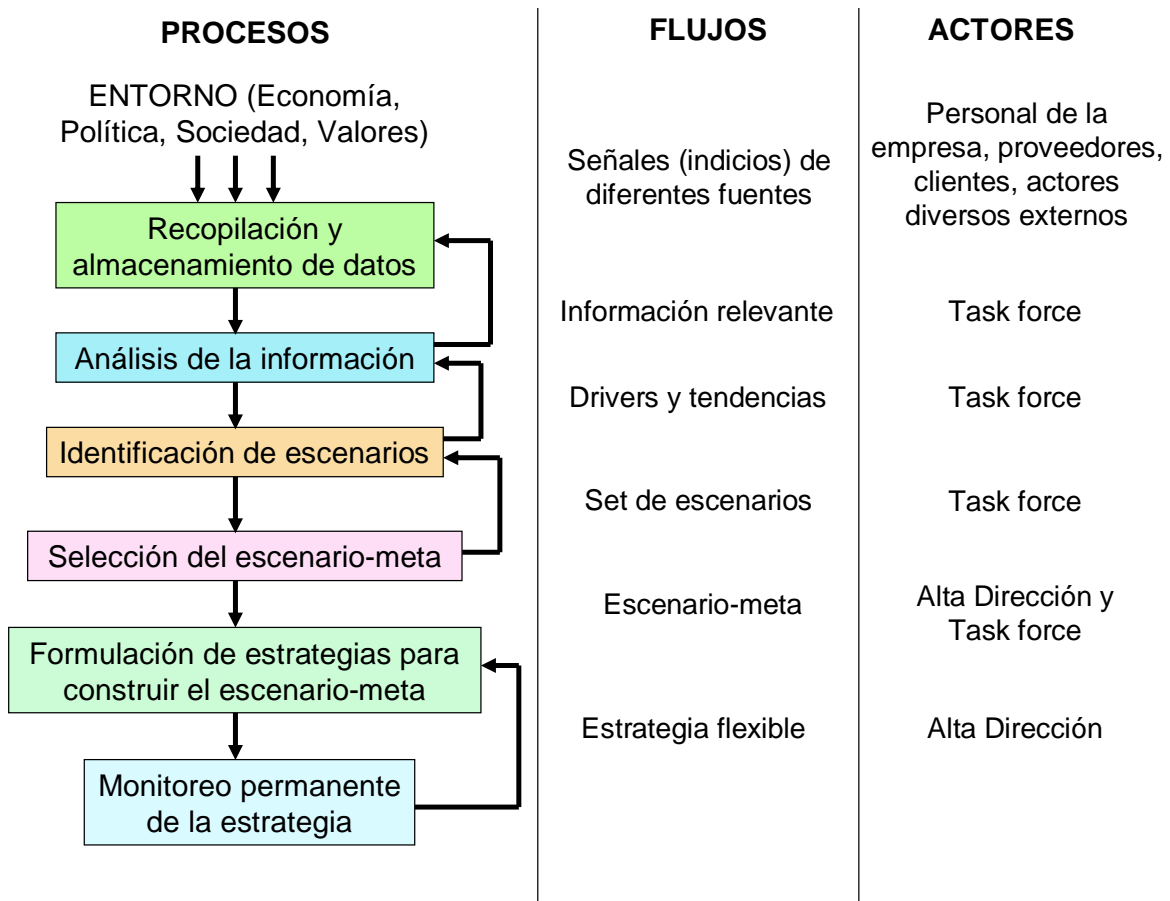 PROCESOS
FLUJOS
ACTORES
ENTORNO (Economía,
Política, Sociedad, Valores)
Señales (indicios) de
diferentes fuentes
Personal de la
empresa, proveedores,
clientes, actores
diversos externos
Recopilación y
almacenamiento de datos
Información relevante
Task force
Análisis de la información
Drivers y tendencias
Task force
Identificación de escenarios
Set de escenarios
Task force
Selección del escenario-meta
Escenario-meta
Alta Dirección y
Task force
Formulación de estrategias para
construir el escenario-meta
Estrategia flexible
Alta Dirección
Monitoreo permanente
de la estrategia